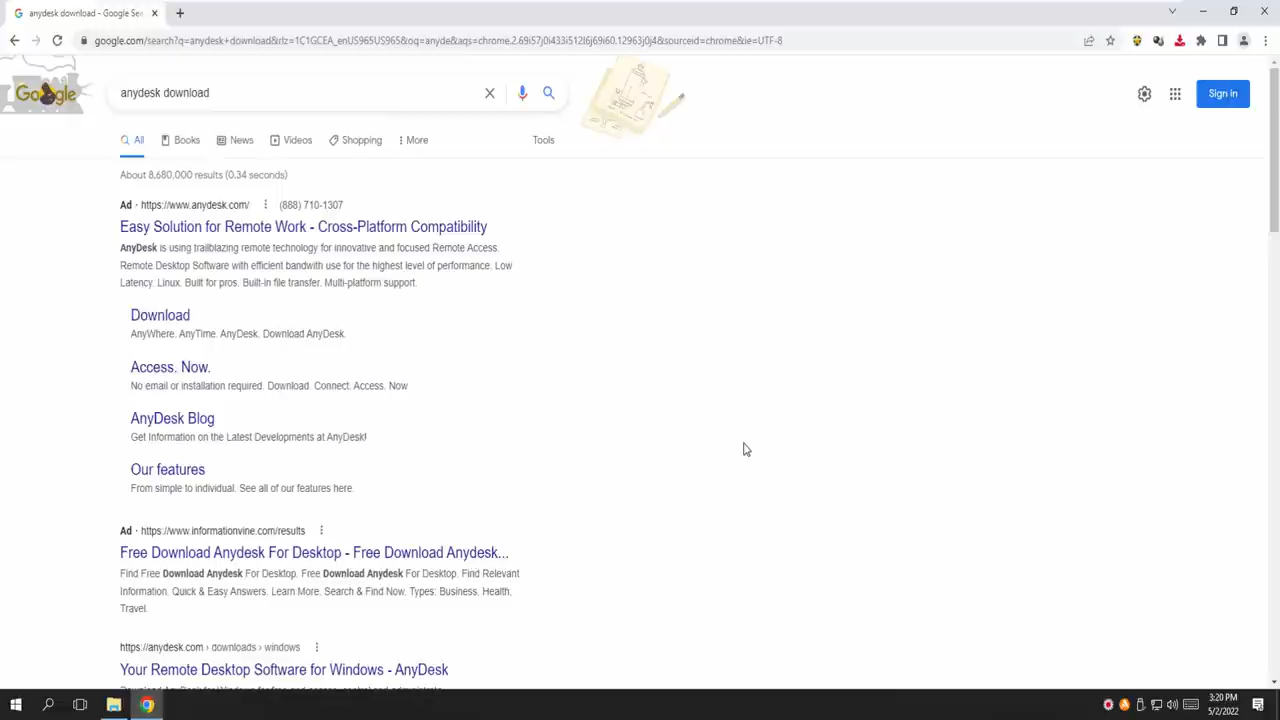 anydesk download - Google Sea
google.com/search?q=anydesk+download&rlz=1C1GCEA_enUS965US965&oq=anyde&aqs=chrome.2.69i57j0i433i512l6j69i60.12963j0j4&sourceid=chrome&ie=UTF-8
Google
anydesk download
Sign in
All Books News Videos Shopping More Tools
About 8,680,000 results (0.34 seconds)
Ad · https://www.anydesk.com/ (888) 710-1307
Easy Solution for Remote Work - Cross-Platform Compatibility
AnyDesk is using trailblazing remote technology for innovative and focused Remote Access.
Remote Desktop Software with efficient bandwith use for the highest level of performance. Low
Latency. Linux. Built for pros. Built-in file transfer. Multi-platform support.
Download
AnyWhere. AnyTime. AnyDesk. Download AnyDesk.
Access. Now.
No email or installation required. Download. Connect. Access. Now
AnyDesk Blog
Get Information on the Latest Developments at AnyDesk!
Our features
From simple to individual. See all of our features here.
Ad · https://www.informationvine.com/results
Free Download Anydesk For Desktop - Free Download Anydesk...
Find Free Download Anydesk For Desktop. Free Download Anydesk For Desktop. Find Relevant
Information. Quick & Easy Answers. Learn More. Search & Find Now. Types: Business, Health,
Travel.
https://anydesk.com › downloads › windows
Your Remote Desktop Software for Windows - AnyDesk
3:20 PM
5/2/2022